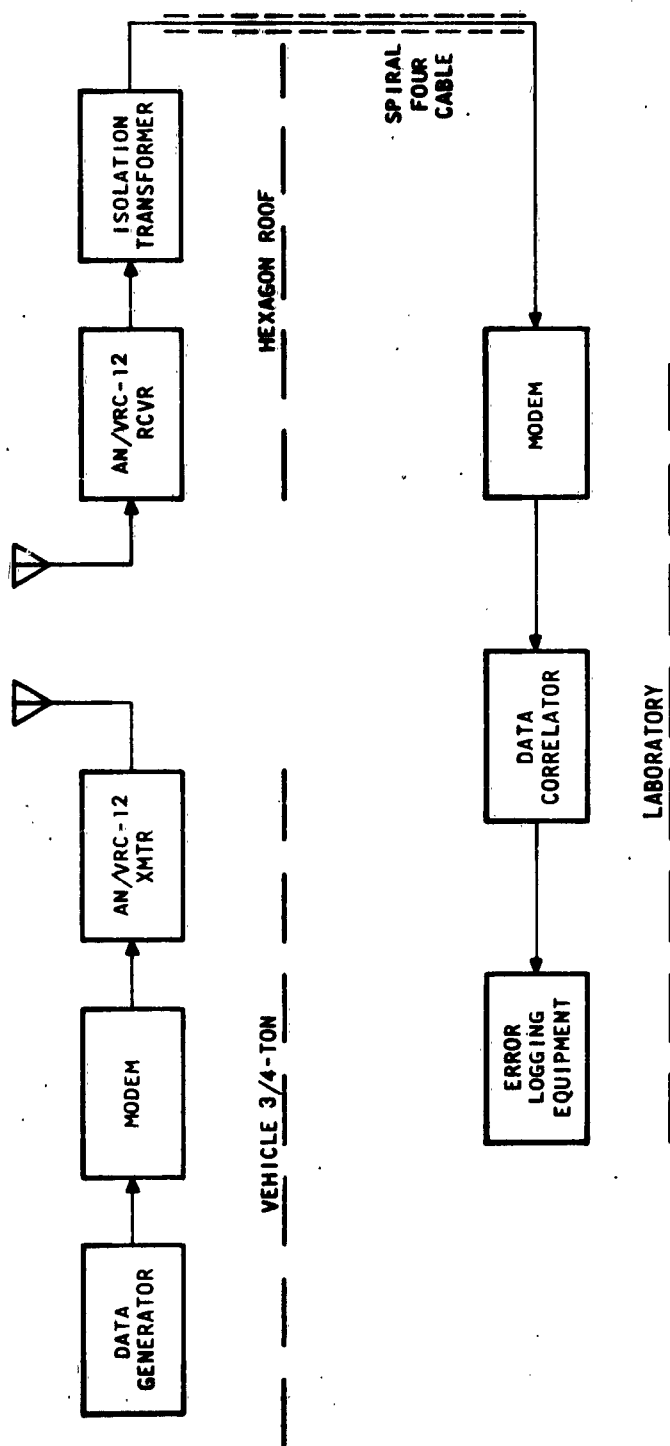 DATA
GENERATOR
MODEM
AN/VRC-12
XMTR
VEHICLE 3/4-TON
AN/VRC-12
RCVR
ISOLATION
TRANSFORMER
HEXAGON ROOF
SPIRAL
FOUR
CABLE
ERROR
LOGGING
EQUIPMENT
DATA
CORRELATOR
MODEM
LABORATORY